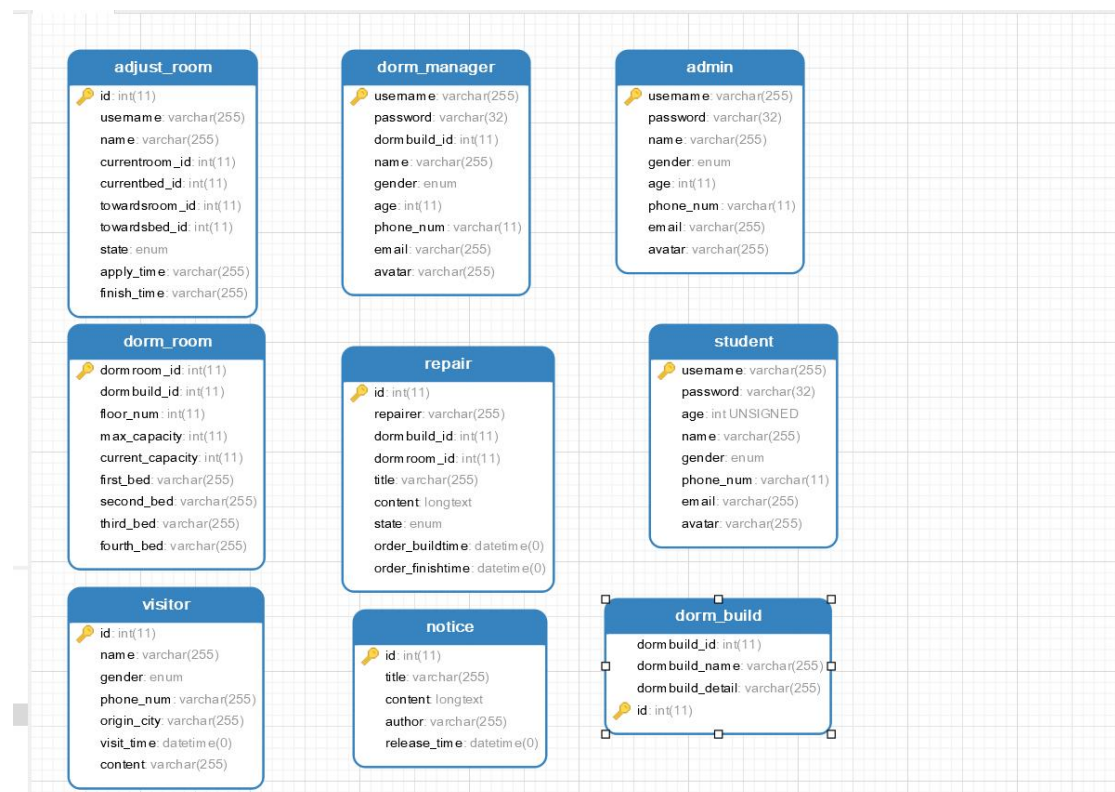 adjust_room
id: int(11)
username: varchar(255)
name: varchar(255)
currentroom_id: int(11)
currentbed_id: int(11)
towardsroom_id: int(11)
towardsbed_id: int(11)
state: enum
apply_time: varchar(255)
finish_time: varchar(255)
dorm_manager
username: varchar(255)
password: varchar(32)
dormbuild_id: int(11)
name: varchar(255)
gender: enum
age: int(11)
phone_num: varchar(11)
email: varchar(255)
avatar: varchar(255)
admin
username: varchar(255)
password: varchar(32)
name: varchar(255)
gender: enum
age: int(11)
phone_num: varchar(11)
email: varchar(255)
avatar: varchar(255)
dorm_room
dormroom_id: int(11)
dormbuild_id: int(11)
floor_num: int(11)
max_capacity: int(11)
current_capacity: int(11)
first_bed: varchar(255)
second_bed: varchar(255)
third_bed: varchar(255)
fourth_bed: varchar(255)
repair
id: int(11)
repairer: varchar(255)
dormbuild_id: int(11)
dormroom_id: int(11)
title: varchar(255)
content: longtext
state: enum
order_buildtime: datetime(0)
order_finishtime: datetime(0)
student
username: varchar(255)
password: varchar(32)
age: int UNSIGNED
name: varchar(255)
gender: enum
phone_num: varchar(11)
email: varchar(255)
avatar: varchar(255)
visitor
id: int(11)
name: varchar(255)
gender: enum
phone_num: varchar(255)
origin_city: varchar(255)
visit_time: datetime(0)
content: varchar(255)
notice
id: int(11)
title: varchar(255)
content: longtext
author: varchar(255)
release_time: datetime(0)
dorm_build
dormbuild_id: int(11)
dormbuild_name: varchar(255)
dormbuild_detail: varchar(255)
id: int(11)